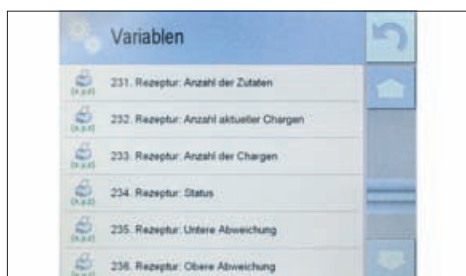 Variablen
231. Rezeptur: Anzahl der Zutaten
232. Rezeptur: Anzahl aktueller Chargen
233. Rezeptur: Anzahl der Chargen
234. Rezeptur: Status
235. Rezeptur: Untere Abweichung
236. Rezeptur: Obere Abweichung